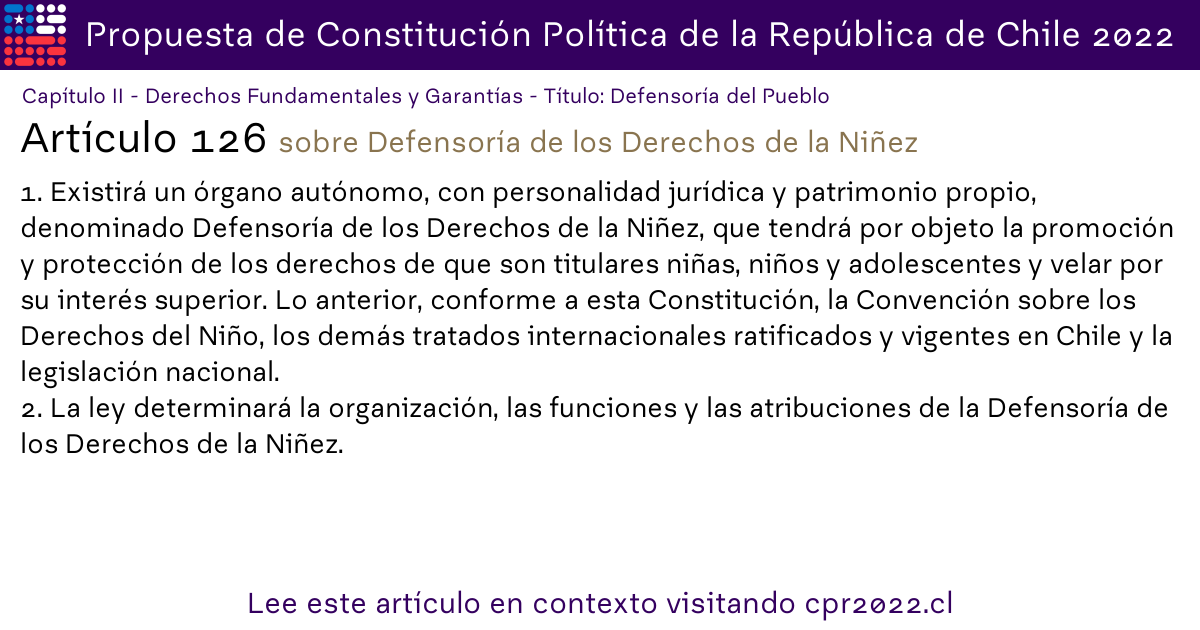 Propuesta de Constitución Política de la República de Chile 2022
Capítulo II - Derechos Fundamentales y Garantías - Título: Defensoría del Pueblo
Artículo 126 sobre Defensoría de los Derechos de la Niñez
1. Existirá un órgano autónomo, con personalidad jurídica y patrimonio propio,
denominado Defensoría de los Derechos de la Niñez, que tendrá por objeto la promoción
y protección de los derechos de que son titulares niñas, niños y adolescentes y velar por
su interés superior. Lo anterior, conforme a esta Constitución, la Convención sobre los
Derechos del Niño, los demás tratados internacionales ratificados y vigentes en Chile y la
legislación nacional.
2. La ley determinará la organización, las funciones y las atribuciones de la Defensoría de
los Derechos de la Niñez.
Lee este artículo en contexto visitando cpr2022.cl